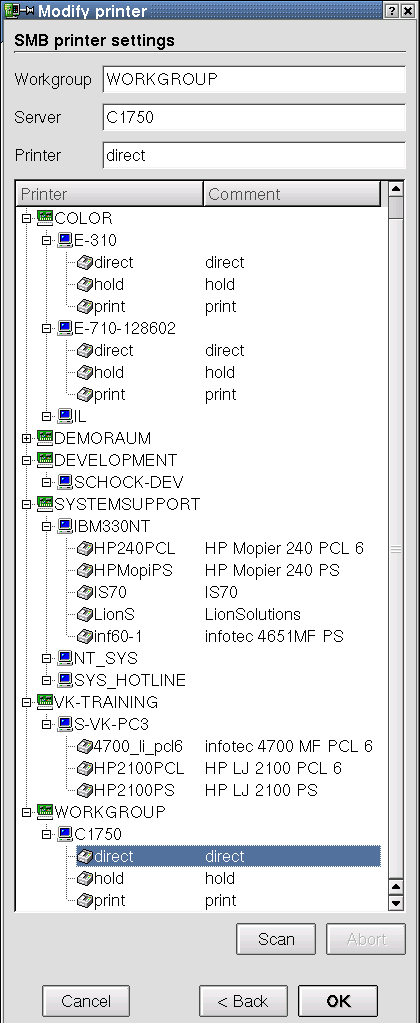 Modify printer
SMB printer settings
Workgroup WORKGROUP
Server C1750
Printer direct
Printer Comment
COLOR
E-310
direct direct
hold hold
print print
E-710-128602
direct direct
hold hold
print print
IL
DEMORAUM
DEVELOPMENT
SCHOCK-DEV
SYSTEMSUPPORT
IBM330NT
HP240PCL HP Mopier 240 PCL 6
HPMopiPS HP Mopier 240 PS
IS70 IS70
LionS LionSolutions
inf60-1 infotec 4651MF PS
NT_SYS
SYS_HOTLINE
VK-TRAINING
S-VK-PC3
4700_li_pcl6 infotec 4700 MF PCL 6
HP2100PCL HP LJ 2100 PCL 6
HP2100PS HP LJ 2100 PS
WORKGROUP
C1750
direct direct
hold hold
print print
Scan Abort
Cancel < Back OK